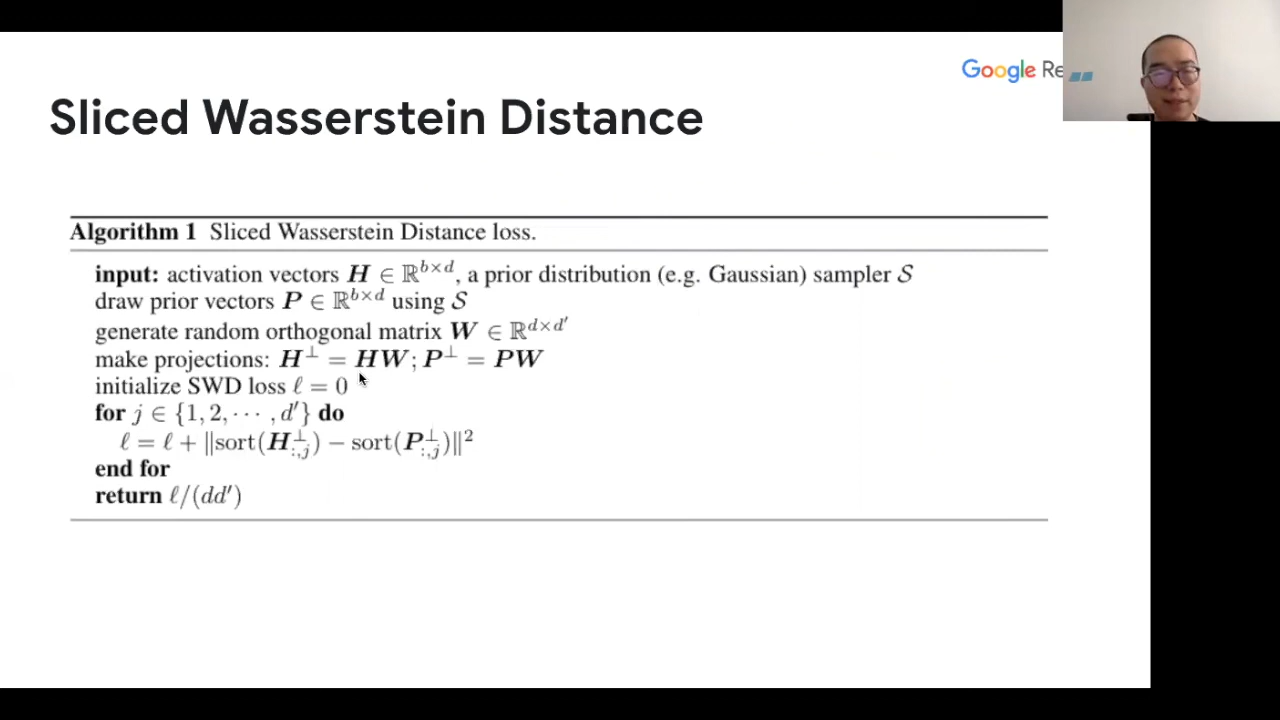 Google Re
Sliced Wasserstein Distance
Algorithm 1 Sliced Wasserstein Distance loss.
input: activation vectors H ∈ ℝ^{b×d}, a prior distribution (e.g. Gaussian) sampler 𝒮
draw prior vectors P ∈ ℝ^{b×d} using 𝒮
generate random orthogonal matrix W ∈ ℝ^{d×d′}
make projections: H^⊥ = HW; P^⊥ = PW
initialize SWD loss ℓ = 0
for j ∈ {1, 2, ⋯ , d′} do
ℓ = ℓ + ‖sort(H^⊥_{:,j}) − sort(P^⊥_{:,j})‖²
end for
return ℓ/(dd′)